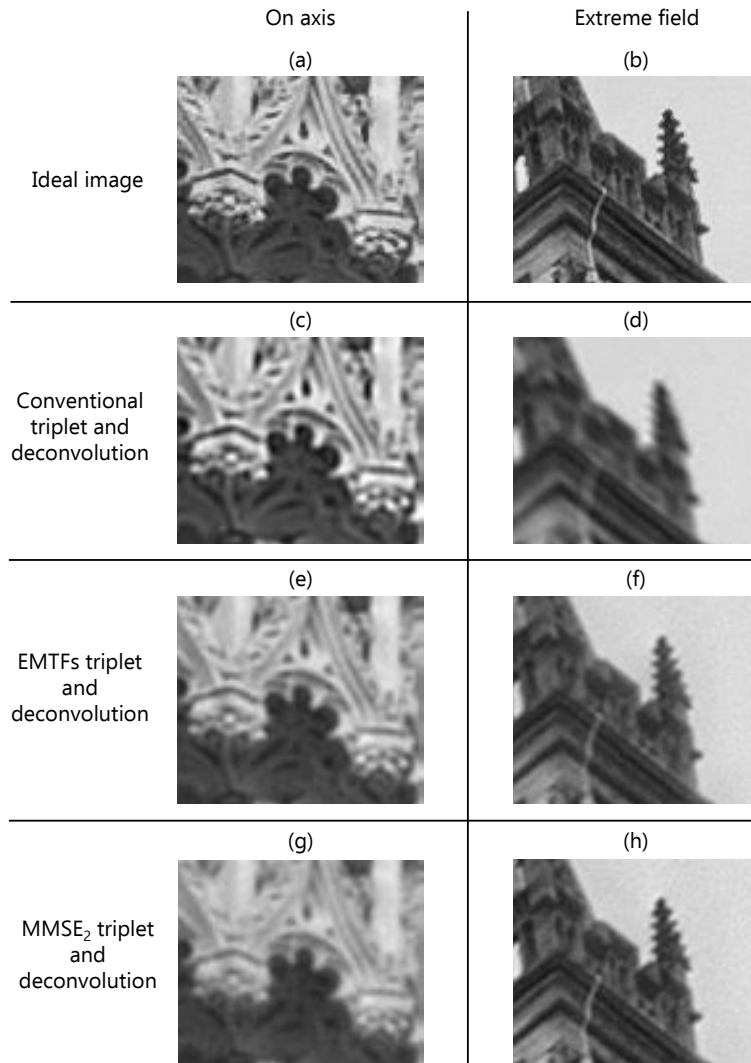 On axis
Extreme field
(a)
(b)
Ideal image
(c)
(d)
Conventional
triplet and
deconvolution
(e)
(f)
EMTFs triplet
and
deconvolution
(g)
(h)
MMSE₂ triplet
and
deconvolution